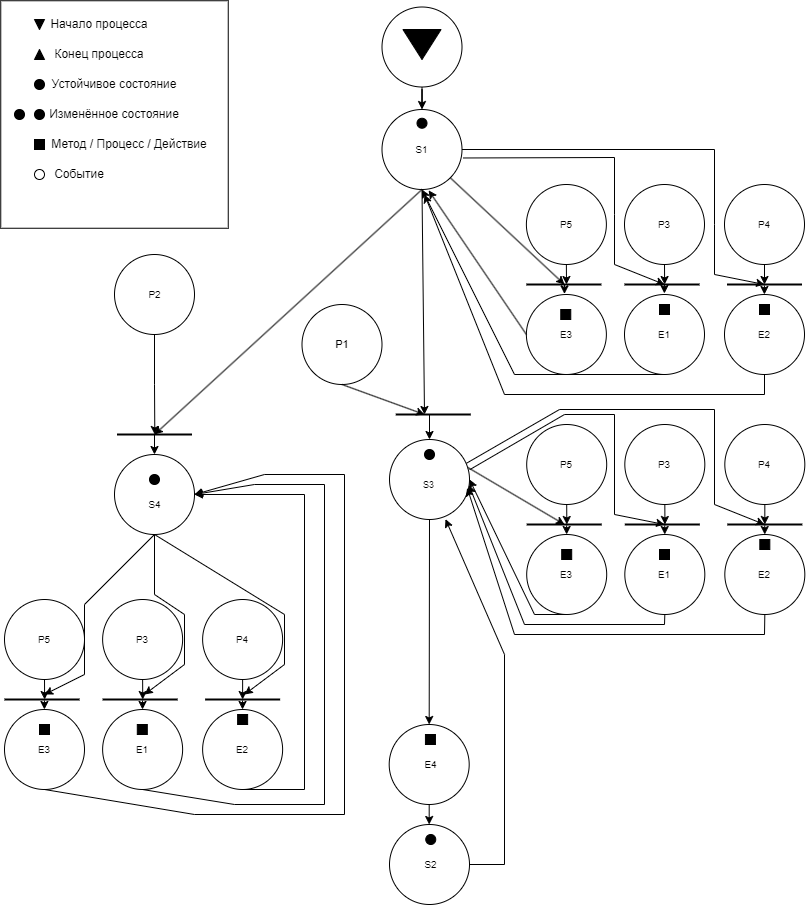 Начало процесса
Конец процесса
Устойчивое состояние
Изменённое состояние
Метод / Процесс / Действие
Событие
S1
P5
P3
P4
P2
E3
E1
E2
P1
P5
P3
P4
S3
S4
E3
E1
E2
P5
P3
P4
E3
E1
E2
E4
S2